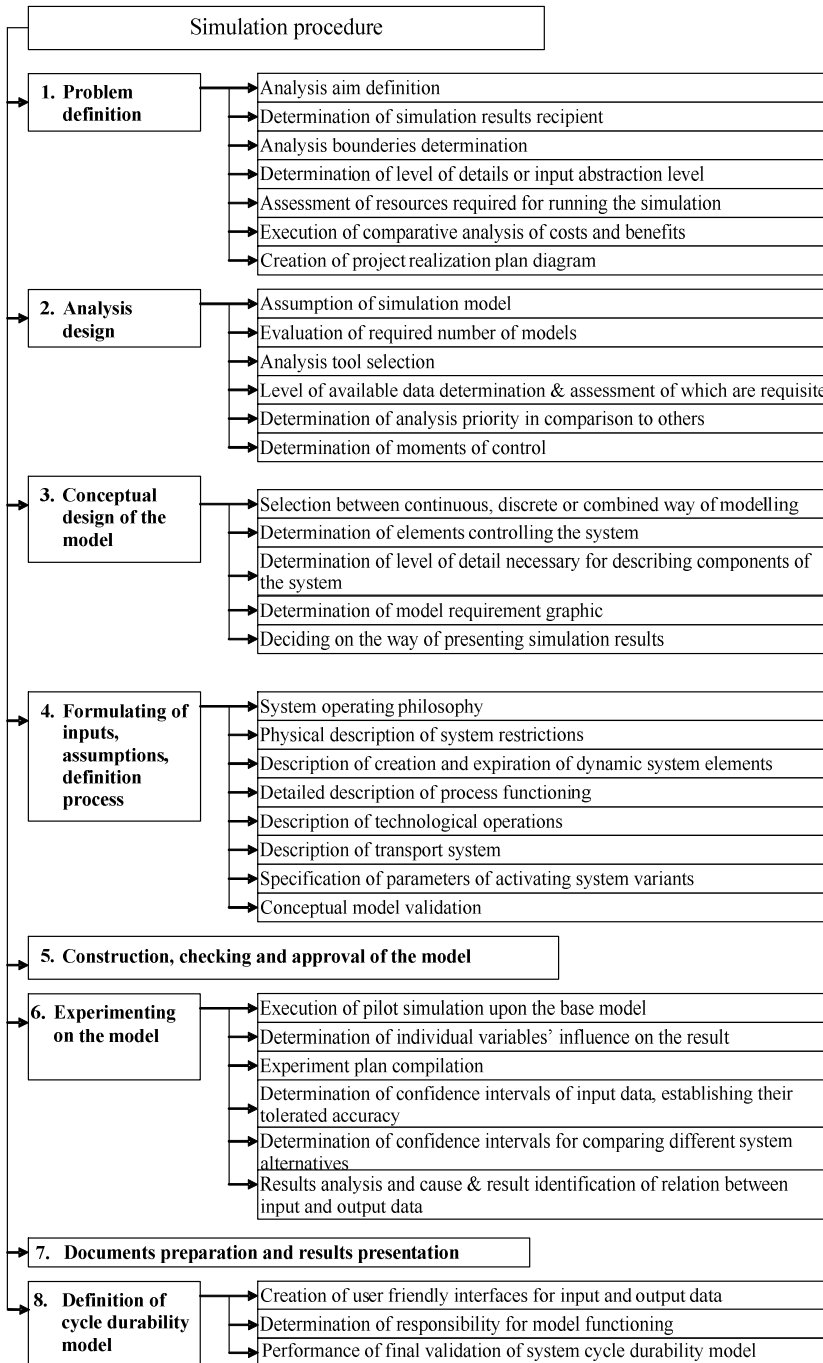 Simulation procedure
1. Problem
definition
Analysis aim definition
Determination of simulation results recipient
Analysis bounderies determination
Determination of level of details or input abstraction level
Assessment of resources required for running the simulation
Execution of comparative analysis of costs and benefits
Creation of project realization plan diagram
2. Analysis
design
Assumption of simulation model
Evaluation of required number of models
Analysis tool selection
Level of available data determination & assessment of which are requisite
Determination of analysis priority in comparison to others
Determination of moments of control
3. Conceptual
design of the
model
Selection between continuous, discrete or combined way of modelling
Determination of elements controlling the system
Determination of level of detail necessary for describing components of
the system
Determination of model requirement graphic
Deciding on the way of presenting simulation results
4. Formulating of
inputs,
assumptions,
definition
process
System operating philosophy
Physical description of system restrictions
Description of creation and expiration of dynamic system elements
Detailed description of process functioning
Description of technological operations
Description of transport system
Specification of parameters of activating system variants
Conceptual model validation
5. Construction, checking and approval of the model
6. Experimenting
on the model
Execution of pilot simulation upon the base model
Determination of individual variables’ influence on the result
Experiment plan compilation
Determination of confidence intervals of input data, establishing their
tolerated accuracy
Determination of confidence intervals for comparing different system
alternatives
Results analysis and cause & result identification of relation between
input and output data
7. Documents preparation and results presentation
8. Definition of
cycle durability
model
Creation of user friendly interfaces for input and output data
Determination of responsibility for model functioning
Performance of final validation of system cycle durability model